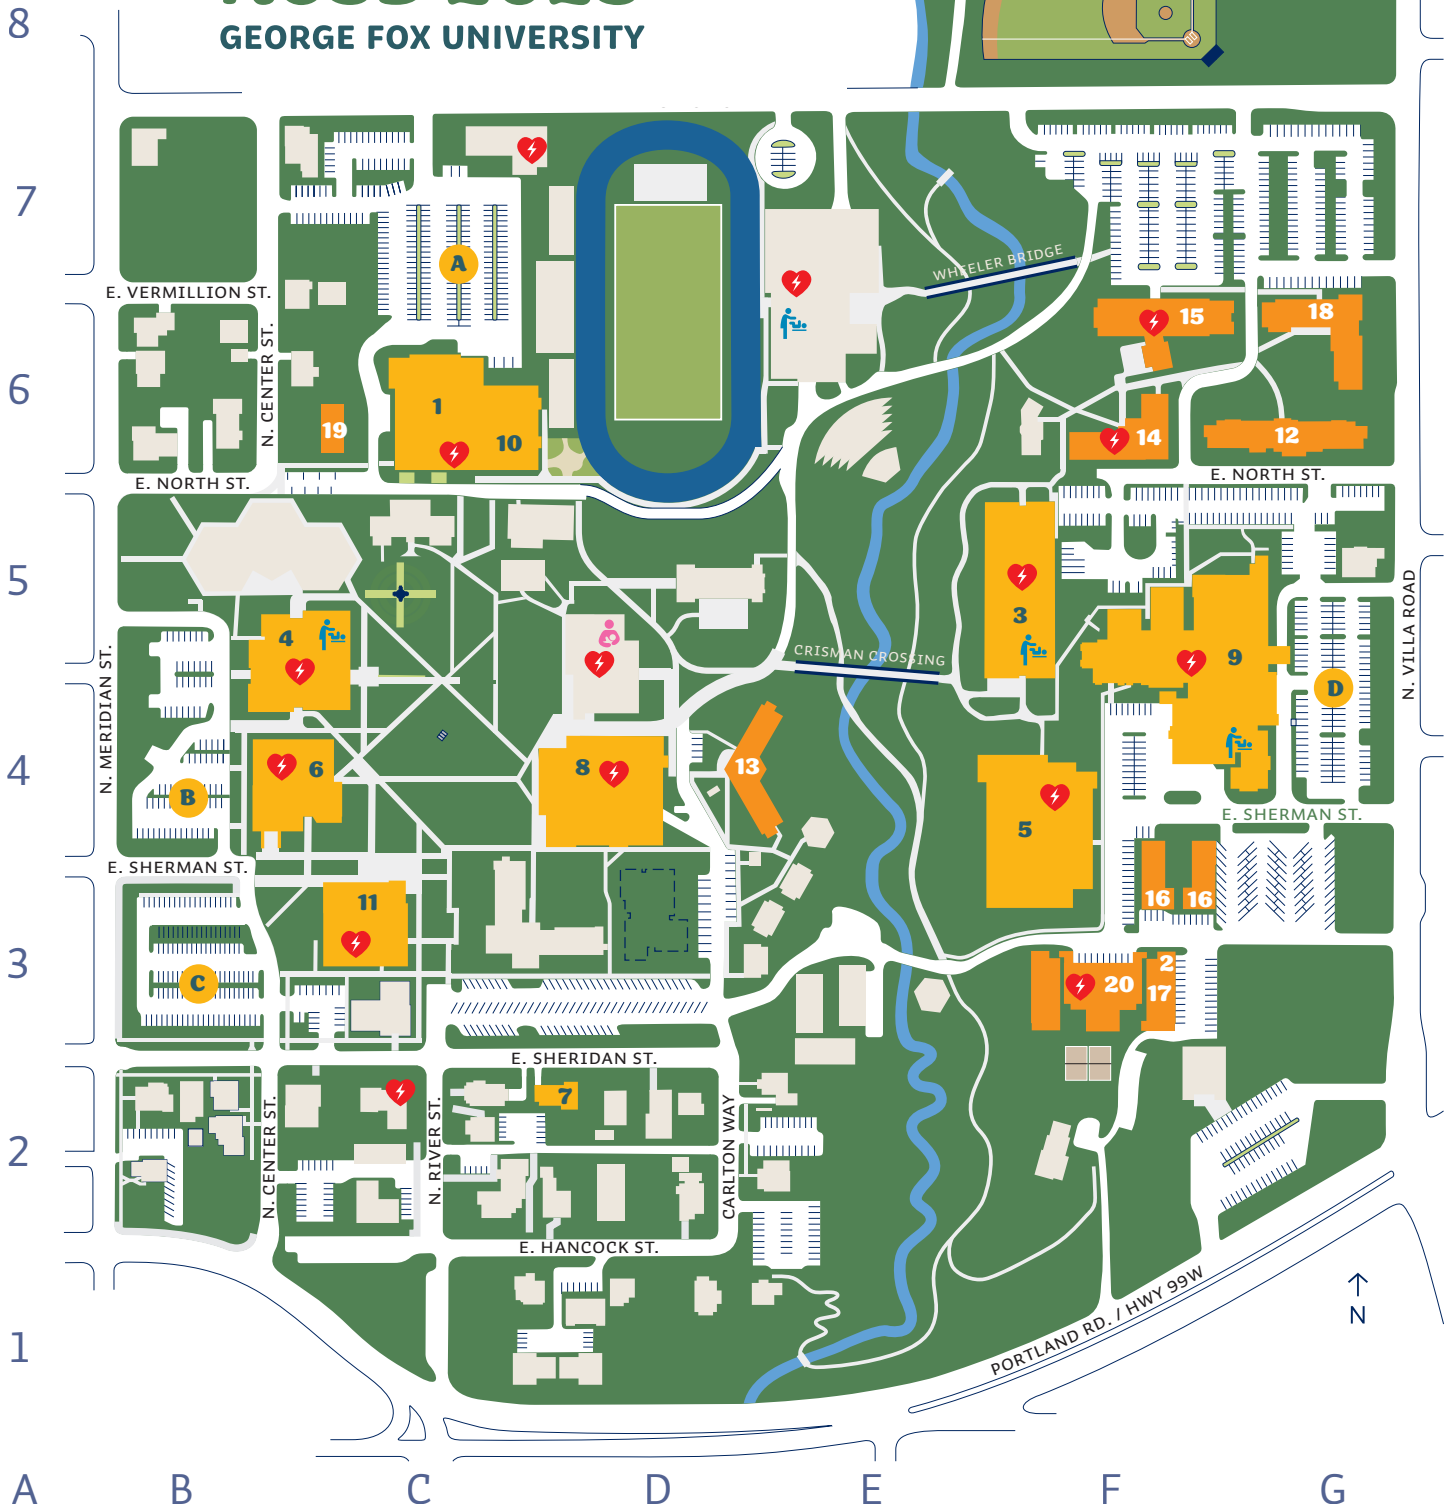 8
GEORGE FOX UNIVERSITY
7
A
WHEELER BRIDGE
E. VERMILLION ST.
N. CENTER ST.
15
18
6
1
10
19
14
12
E. NORTH ST.
E. NORTH ST.
5
3
4
9
CRISMAN CROSSING
N. MERIDIAN ST.
N. VILLA ROAD
D
4
6
8
13
B
5
E. SHERMAN ST.
E. SHERMAN ST.
11
16
16
3
C
2
20
17
E. SHERIDAN ST.
7
2
N. CENTER ST.
N. RIVER ST.
CARLTON WAY
E. HANCOCK ST.
PORTLAND RD. / HWY 99W
N
1
A
B
C
D
E
F
G